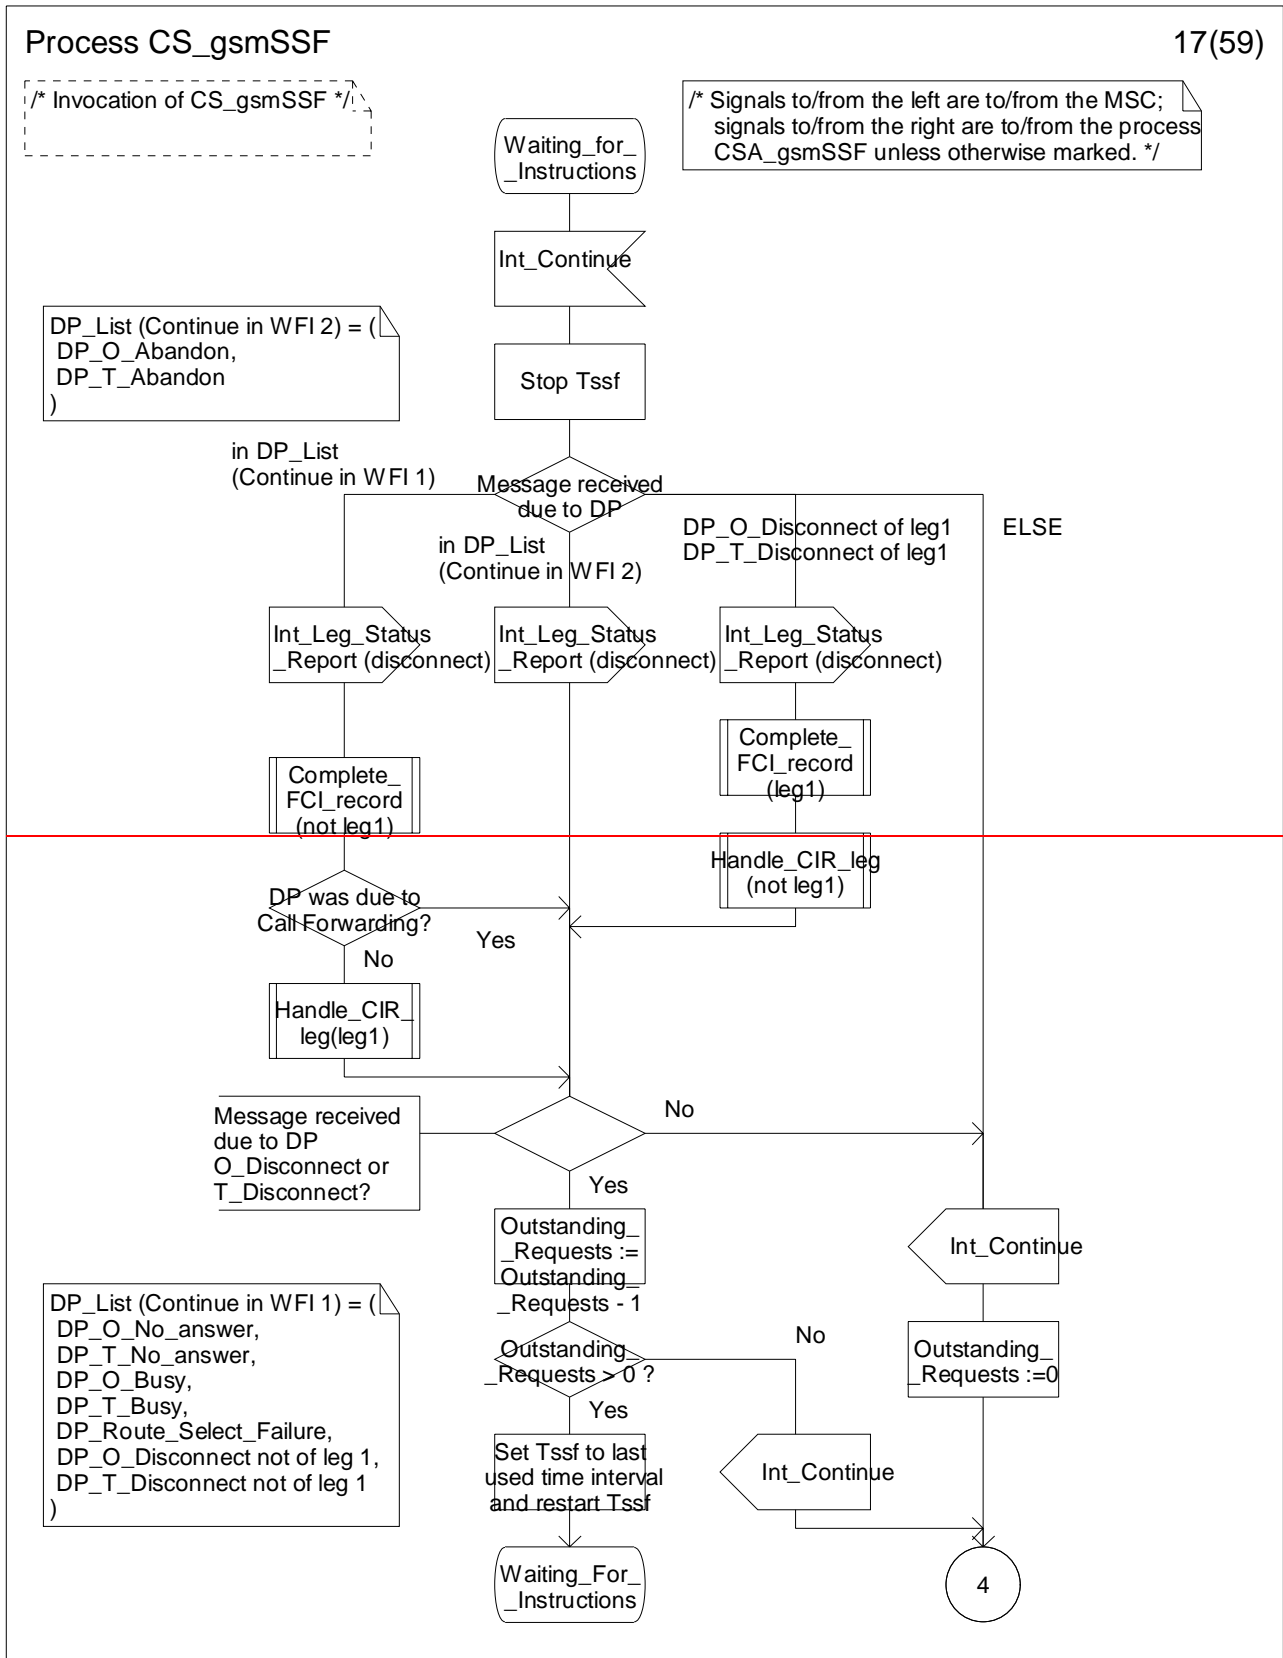 Process CS_gsmSSF
17(59)
/* Invocation of CS_gsmSSF */
/* Signals to/from the left are to/from the MSC;
signals to/from the right are to/from the process
CSA_gsmSSF unless otherwise marked. */
Waiting_for_
_Instructions
Int_Continue
DP_List (Continue in WFI 2) = (
DP_O_Abandon,
DP_T_Abandon
)
Stop Tssf
in DP_List
(Continue in WFI 1)
Message received
due to DP
in DP_List
(Continue in WFI 2)
DP_O_Disconnect of leg1
DP_T_Disconnect of leg1
ELSE
Int_Leg_Status
_Report (disconnect)
Int_Leg_Status
_Report (disconnect)
Int_Leg_Status
_Report (disconnect)
Complete_
FCI_record
(leg1)
Complete_
FCI_record
(not leg1)
Handle_CIR_leg
(not leg1)
DP was due to
Call Forwarding?
Yes
No
Handle_CIR_
leg(leg1)
Message received
due to DP
O_Disconnect or
T_Disconnect?
No
Yes
Outstanding_
_Requests :=
Outstanding_
_Requests - 1
Int_Continue
DP_List (Continue in WFI 1) = (
DP_O_No_answer,
DP_T_No_answer,
DP_O_Busy,
DP_T_Busy,
DP_Route_Select_Failure,
DP_O_Disconnect not of leg 1,
DP_T_Disconnect not of leg 1
)
Outstanding_
_Requests > 0 ?
No
Outstanding_
_Requests :=0
Yes
Set Tssf to last
used time interval
and restart Tssf
Int_Continue
Waiting_For_
_Instructions
4